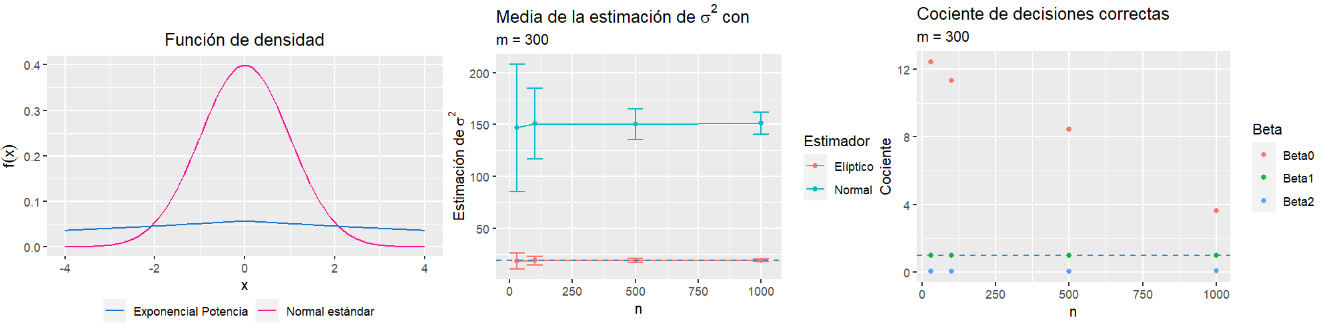 Función de densidad
f(x)
0.4
0.3
0.2
0.1
0.0
-4
-2
0
2
4
x
Exponencial Potencia
Normal estándar
Media de la estimación de σ² con
m = 300
Estimación de σ²
200
150
100
50
0
250
500
750
1000
n
Estimador
Elíptico
Normal
Cociente de decisiones correctas
m = 300
Cociente
12
8
4
0
0
250
500
750
1000
n
Beta
Beta0
Beta1
Beta2